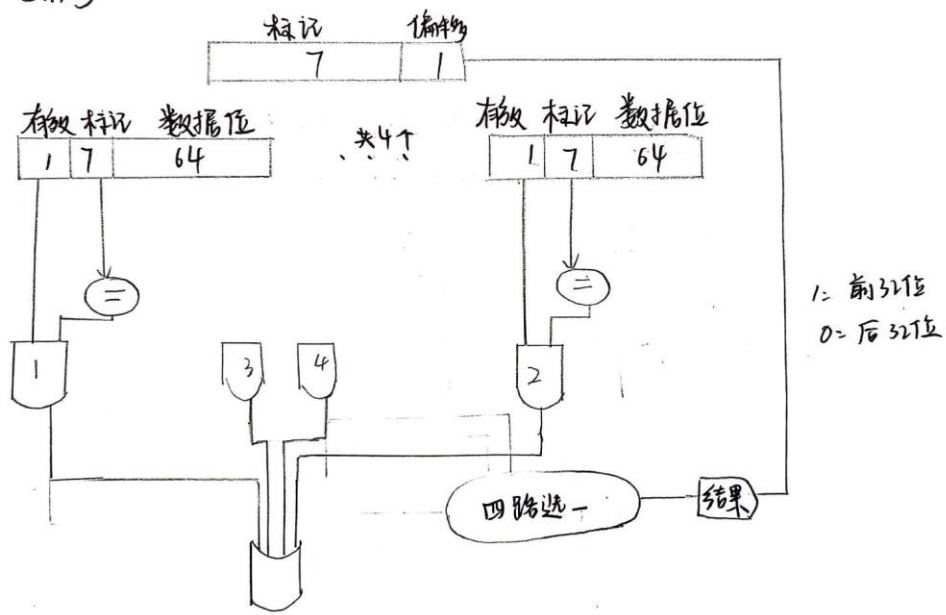 标记 偏移
7 1
有效 标记 数据位
1 7 64
共4个
有效 标记 数据位
1 7 64
=
=
1= 前32位
0= 后32位
1
3
4
2
四路选一
结果